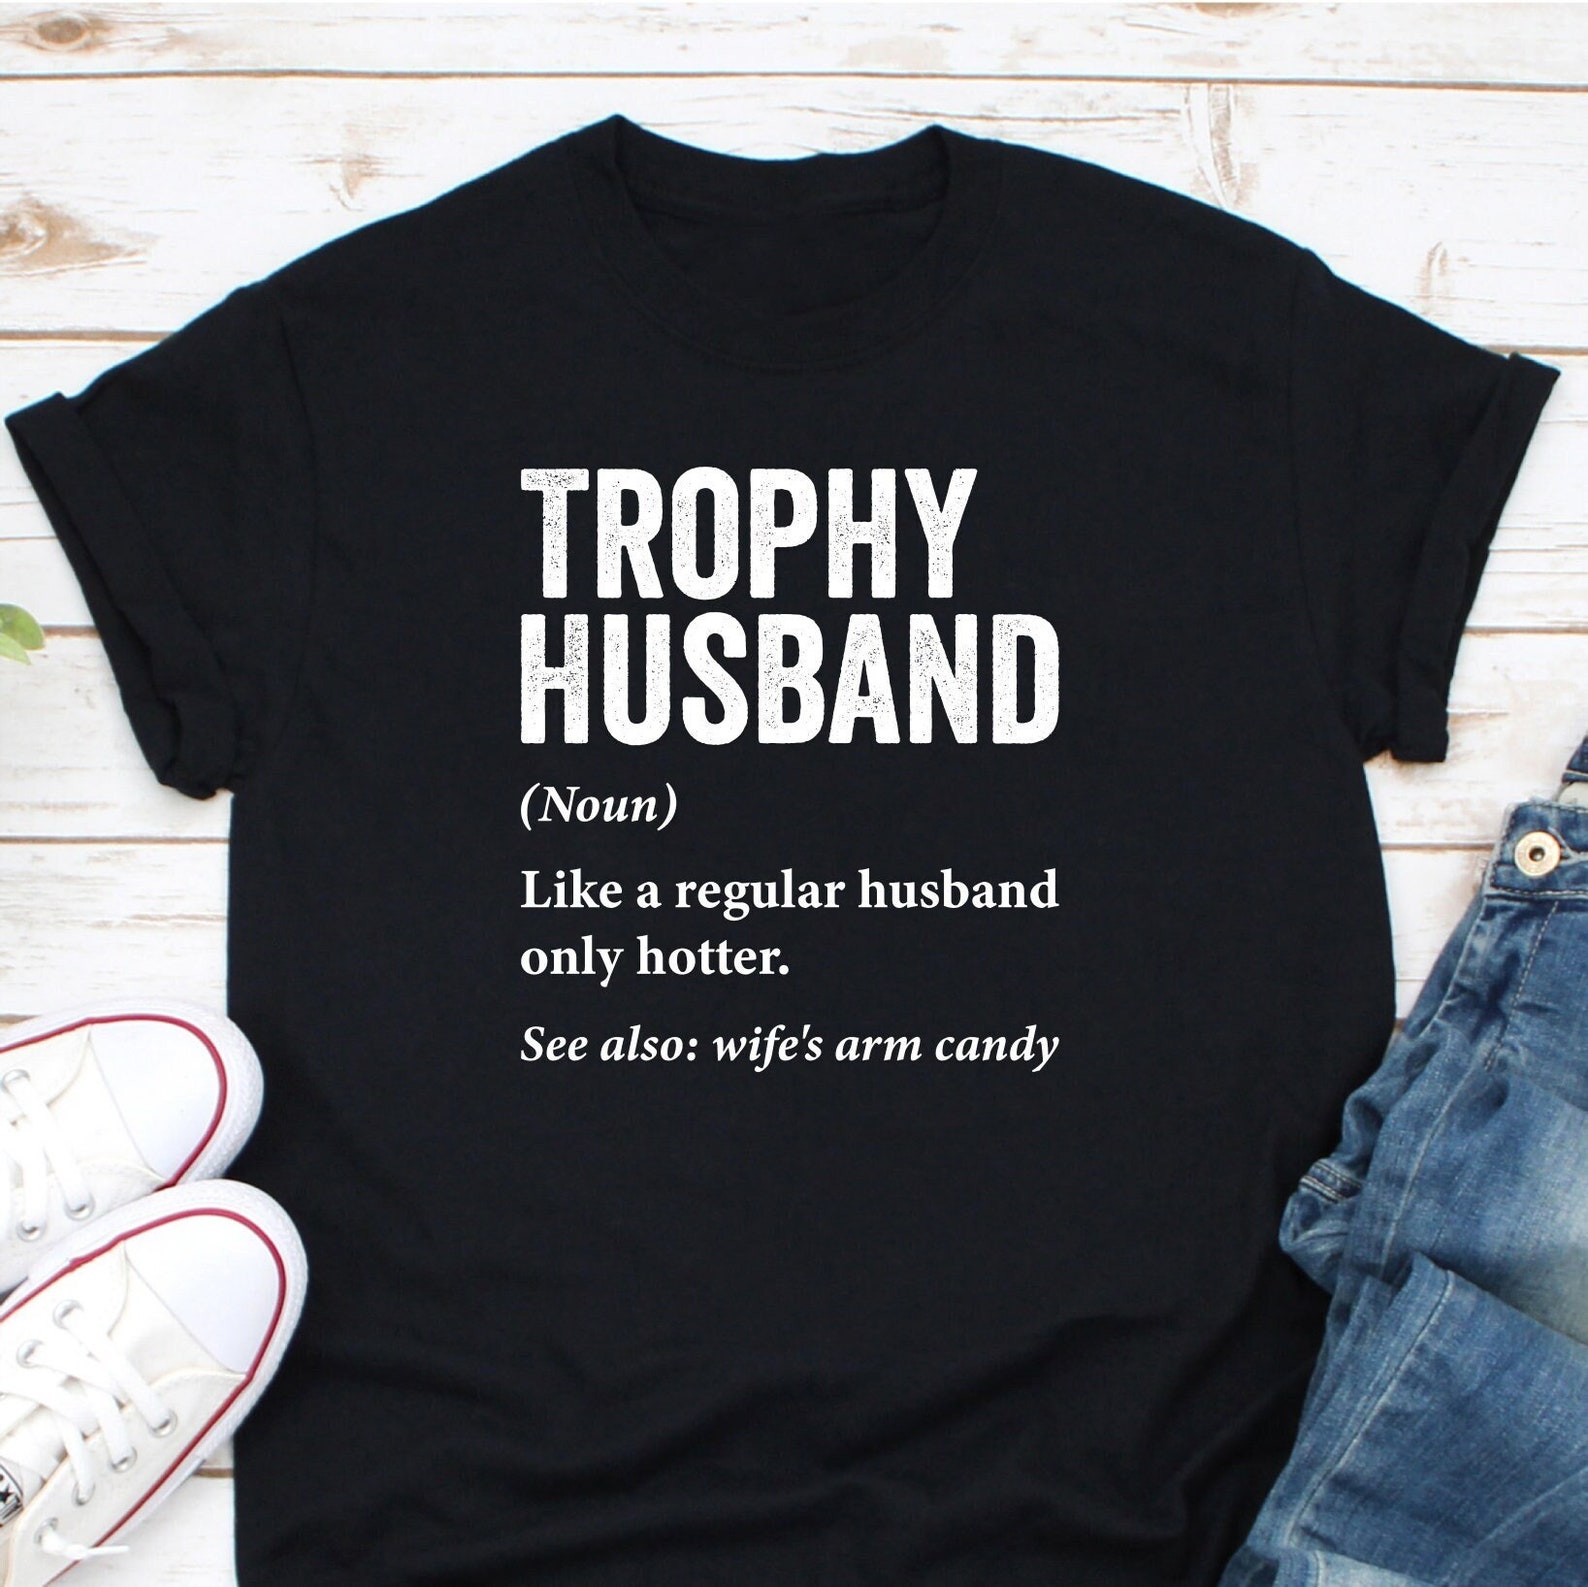 TROPHY
HUSBAND
(Noun)
Like a regular husband
only hotter.
See also: wife's arm candy